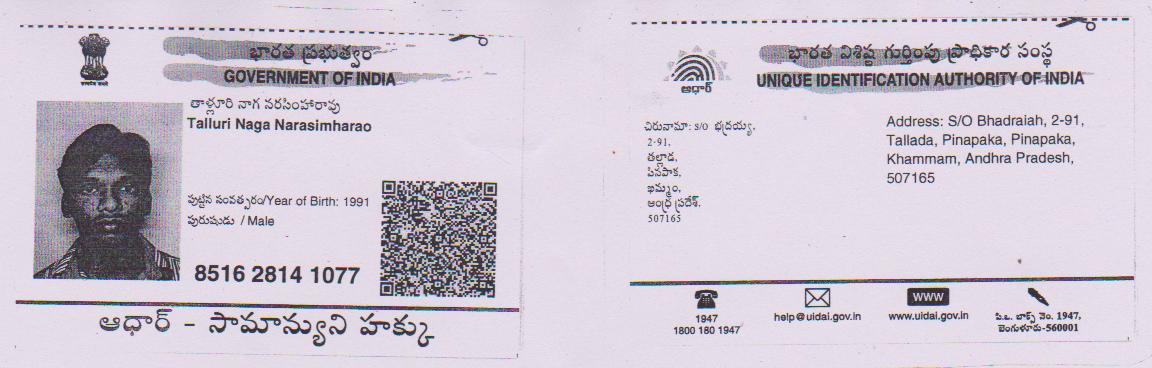 భారత ప్రభుత్వం
GOVERNMENT OF INDIA
తాళ్లూరి నాగ నరసింహారావు
Talluri Naga Narasimharao
పుట్టిన సంవత్సరం/Year of Birth: 1991
పురుషుడు / Male
8516 2814 1077
ఆధార్ - సామాన్యుని హక్కు
భారత విశిష్ట గుర్తింపు ప్రాధికార సంస్థ
ఆధార్
UNIQUE IDENTIFICATION AUTHORITY OF INDIA
చిరునామా: S/O భద్రయ్య,
2-91,
తల్లాడ,
పినపాక,
ఖమ్మం,
ఆంధ్ర ప్రదేశ్,
507165
Address: S/O Bhadraiah, 2-91,
Tallada, Pinapaka, Pinapaka,
Khammam, Andhra Pradesh,
507165
1947
1800 180 1947
help@uidai.gov.in
www
www.uidai.gov.in
పి.ఒ. బాక్స్ నెం. 1947,
బెంగుళూరు-560001